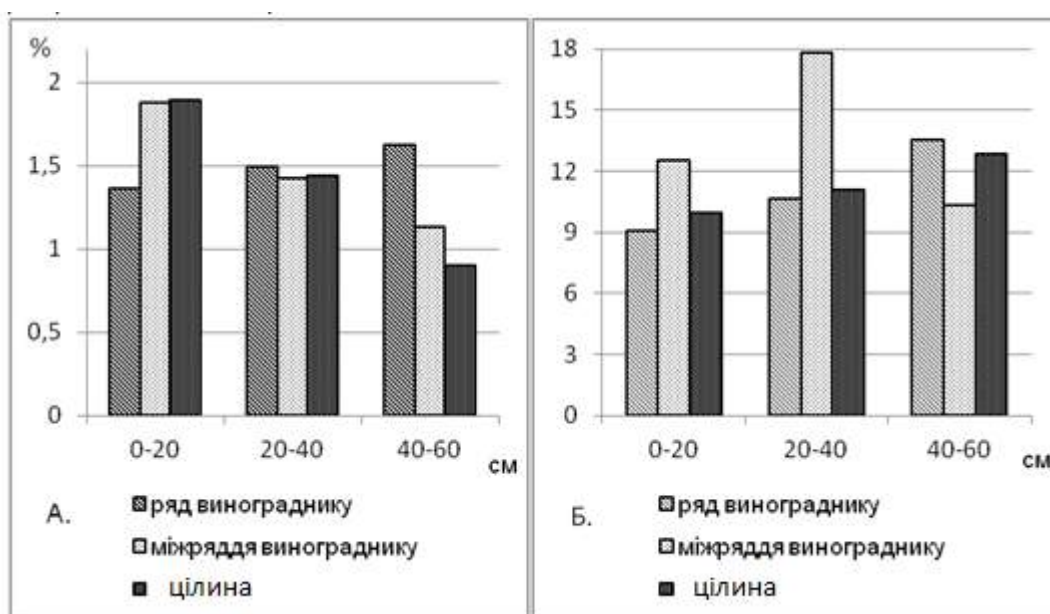 %
2
1,5
1
0,5
0
0-20 20-40 40-60 см
А.
ряд винограднику
міжряддя винограднику
цілина
18
15
12
9
6
3
0
0-20 20-40 40-60 см
Б.
ряд винограднику
міжряддя винограднику
цілина